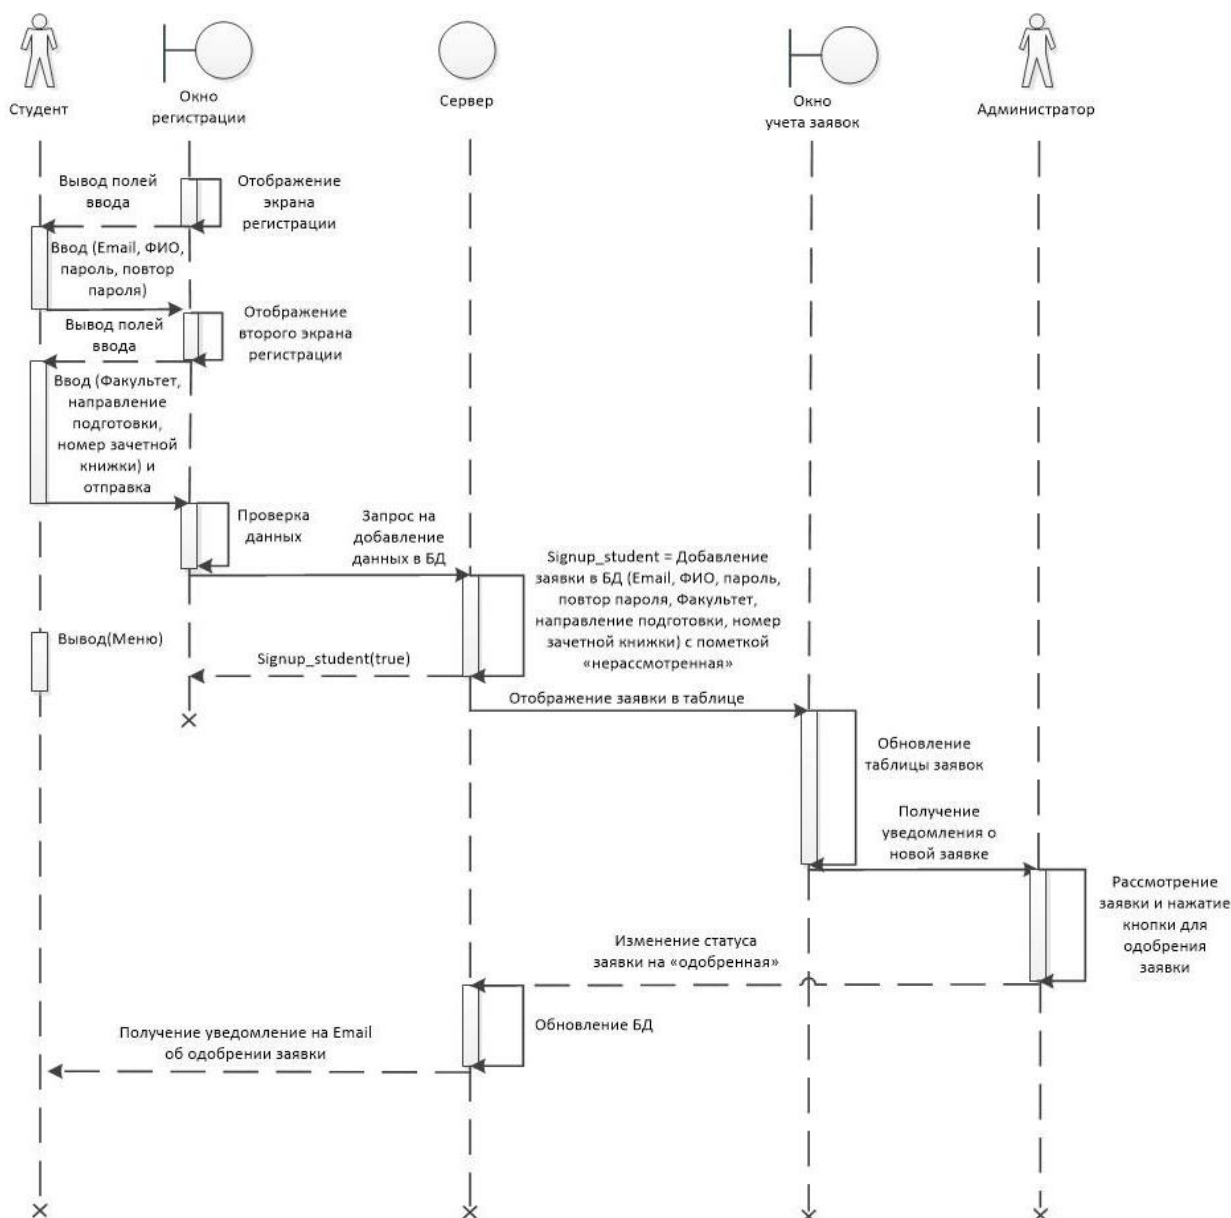 Студент
Окно
регистрации
Сервер
Окно
учета заявок
Администратор
Вывод полей
ввода
Отображение
экрана
регистрации
Ввод (Email, ФИО,
пароль, повтор
пароля)
Вывод полей
ввода
Отображение
второго экрана
регистрации
Ввод (Факультет,
направление
подготовки,
номер зачетной
книжки) и
отправка
Проверка
данных
Запрос на
добавление
данных в БД
Signup_student = Добавление
заявки в БД (Email, ФИО, пароль,
повтор пароля, Факультет,
направление подготовки, номер
зачетной книжки) с пометкой
«нерассмотренная»
Вывод(Меню)
Signup_student(true)
Отображение заявки в таблице
Обновление
таблицы заявок
Получение
уведомления о
новой заявке
Рассмотрение
заявки и нажатие
кнопки для
одобрения
заявки
Изменение статуса
заявки на «одобренная»
Обновление БД
Получение уведомление на Email
об одобрении заявки